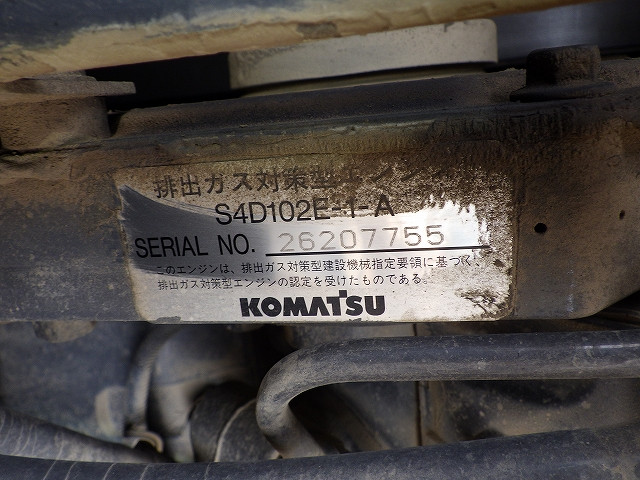 排出ガス対策型エンジン
S4D102E-1-A
SERIAL NO. 26207755
このエンジンは、排出ガス対策型建設機械指定要領に基づく、
排出ガス対策型エンジンの認定を受けたものである。
KOMATSU